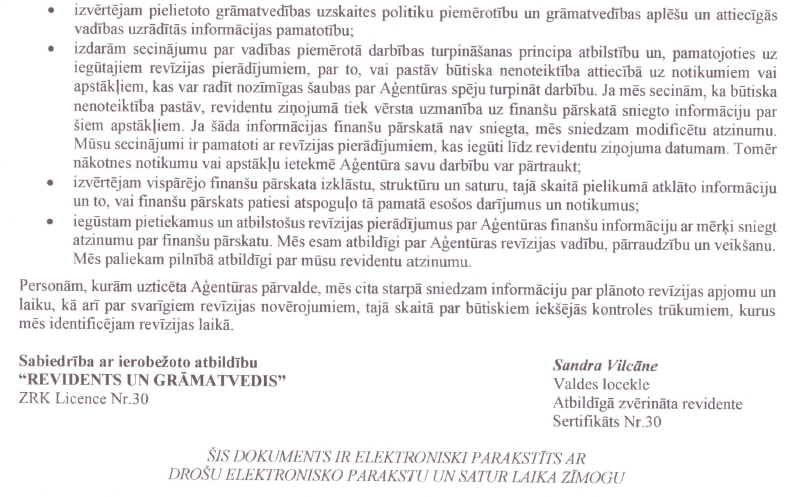 • izvērtējam pielietoto grāmatvedības uzskaites politiku piemērotību un grāmatvedības aplēšu un attiecīgās
vadības uzrādītās informācijas pamatotību;
• izdarām secinājumu par vadības piemērotā darbības turpināšanas principa atbilstību un, pamatojoties uz
iegūtajiem revīzijas pierādījumiem, par to, vai pastāv būtiska nenoteiktība attiecībā uz notikumiem vai
apstākļiem, kas var radīt nozīmīgas šaubas par Aģentūras spēju turpināt darbību. Ja mēs secinām, ka būtiska
nenoteiktība pastāv, revidentu ziņojumā tiek vērsta uzmanība uz finanšu pārskatā sniegto informāciju par
šiem apstākļiem. Ja šāda informācijas finanšu pārskatā nav sniegta, mēs sniedzam modificētu atzinumu.
Mūsu secinājumi ir pamatoti ar revīzijas pierādījumiem, kas iegūti līdz revidentu ziņojuma datumam. Tomēr
nākotnes notikumu vai apstākļu ietekmē Aģentūra savu darbību var pārtraukt;
• izvērtējam vispārējo finanšu pārskata izklāstu, struktūru un saturu, tajā skaitā pielikumā atklāto informāciju
un to, vai finanšu pārskats patiesi atspoguļo tā pamatā esošos darījumus un notikumus;
• iegūstam pietiekamus un atbilstošus revīzijas pierādījumus par Aģentūras finanšu informāciju ar mērķi sniegt
atzinumu par finanšu pārskatu. Mēs esam atbildīgi par Aģentūras revīzijas vadību, pārraudzību un veikšanu.
Mēs paliekam pilnībā atbildīgi par mūsu revidentu atzinumu.
Personām, kurām uzticēta Aģentūras pārvalde, mēs cita starpā sniedzam informāciju par plānoto revīzijas apjomu un
laiku, kā arī par svarīgiem revīzijas novērojumiem, tajā skaitā par būtiskiem iekšējās kontroles trūkumiem, kurus
mēs identificējam revīzijas laikā.
Sabiedrība ar ierobežoto atbildību
“REVIDENTS UN GRĀMATVEDIS”
ZRK Licence Nr.30
Sandra Vilcāne
Valdes locekle
Atbildīgā zvērināta revidente
Sertifikāts Nr.30
ŠIS DOKUMENTS IR ELEKTRONISKI PARAKSTĪTS AR
DROŠU ELEKTRONISKO PARAKSTU UN SATUR LAIKA ZĪMOGU